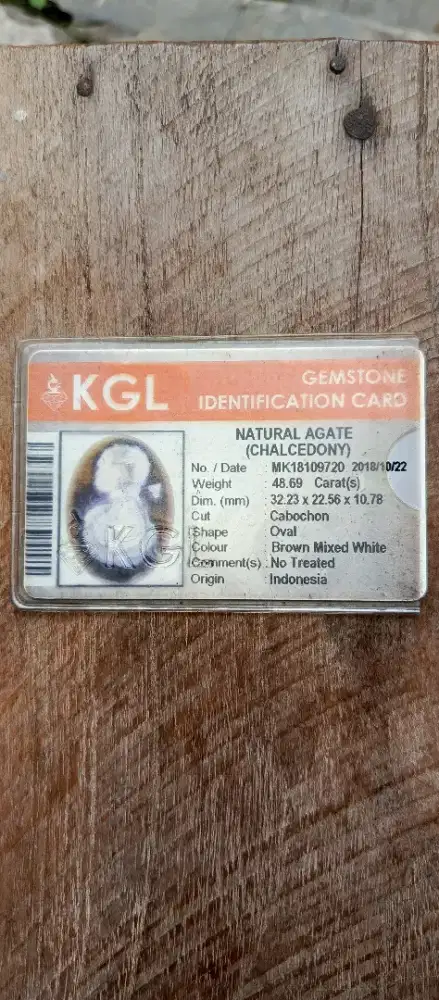 KGL
GEMSTONE
IDENTIFICATION CARD
NATURAL AGATE
(CHALCEDONY)
No. / Date : MK18109720 2018/10/22
Weight : 48.69 Carat(s)
Dim. (mm) : 32.23 x 22.56 x 10.78
Cut : Cabochon
Shape : Oval
Colour : Brown Mixed White
Comment(s) : No Treated
Origin : Indonesia
KGL